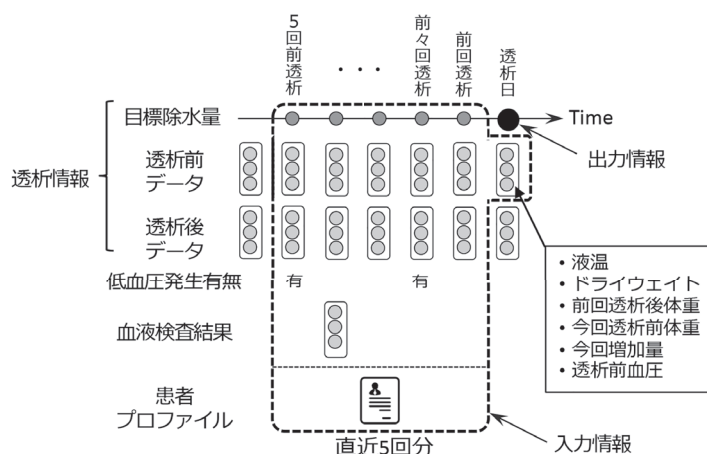 5回前透析
・・・
前々回透析
前回透析
透析日
目標除水量
Time
透析前
データ
出力情報
透析情報
透析後
データ
低血圧発生有無
有
有
血液検査結果
• 液温
• ドライウェイト
• 前回透析後体重
• 今回透析前体重
• 今回増加量
• 透析前血圧
患者
プロファイル
直近5回分
入力情報